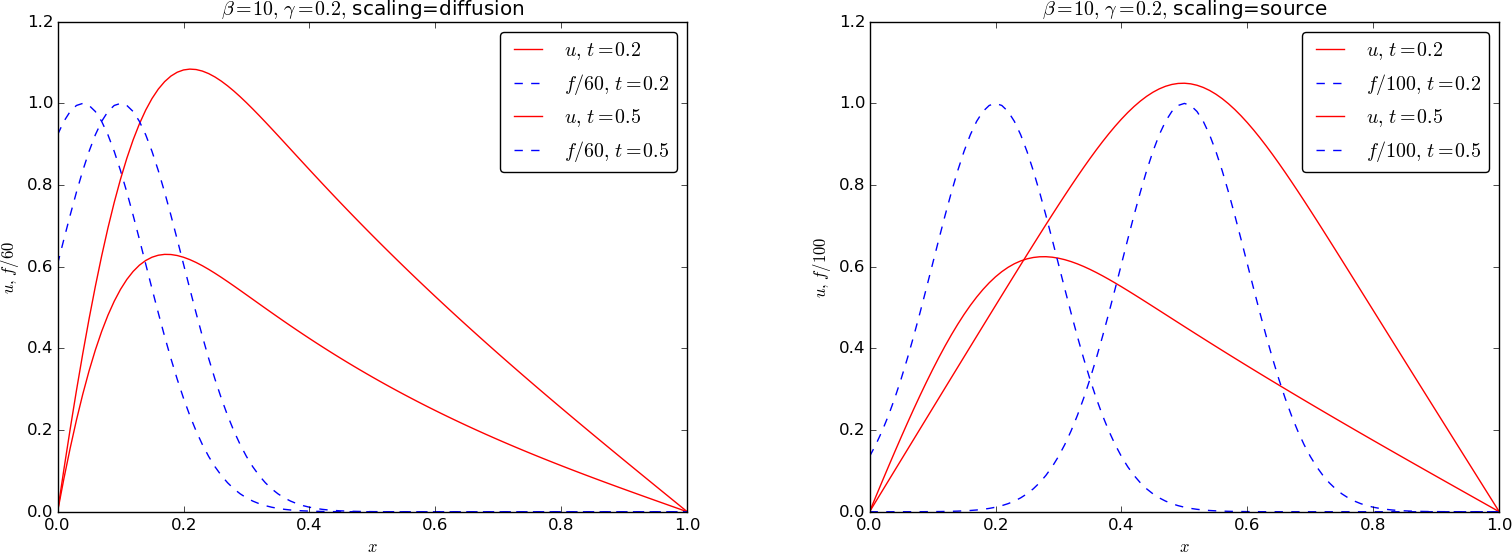 β=10, γ=0.2, scaling=diffusion
1.2
1.0
0.8
0.6
0.4
0.2
0.0
u, f/60
u, t=0.2
f/60, t=0.2
u, t=0.5
f/60, t=0.5
0.0 0.2 0.4 0.6 0.8 1.0
x
β=10, γ=0.2, scaling=source
1.2
1.0
0.8
0.6
0.4
0.2
0.0
u, f/100
u, t=0.2
f/100, t=0.2
u, t=0.5
f/100, t=0.5
0.0 0.2 0.4 0.6 0.8 1.0
x